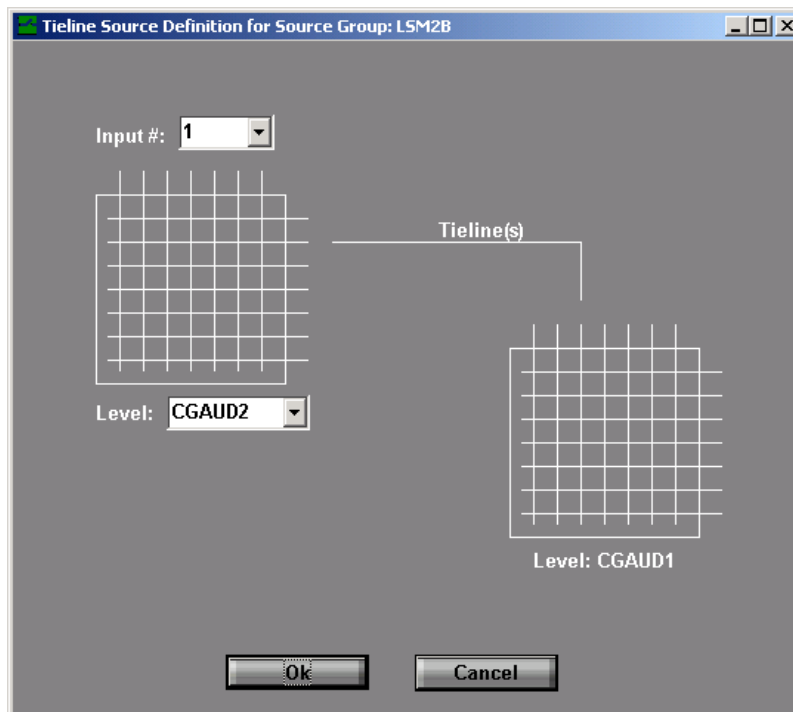 Tieline Source Definition for Source Group: LSM2B
Input #: 1
Tieline(s)
Level: CGAUD2
Level: CGAUD1
Ok
Cancel